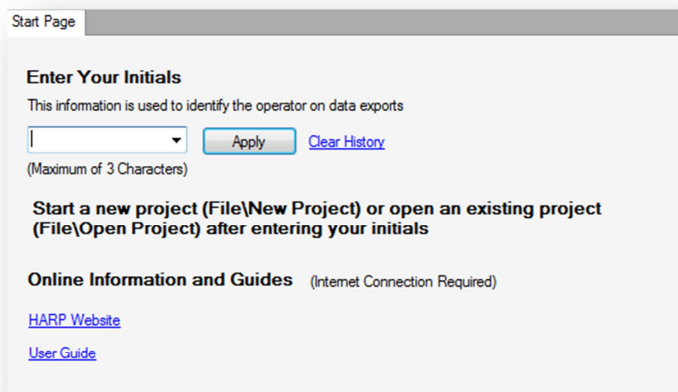 Start Page
Enter Your Initials
This information is used to identify the operator on data exports
Apply Clear History
(Maximum of 3 Characters)
Start a new project (File\New Project) or open an existing project
(File\Open Project) after entering your initials
Online Information and Guides (Internet Connection Required)
HARP Website
User Guide